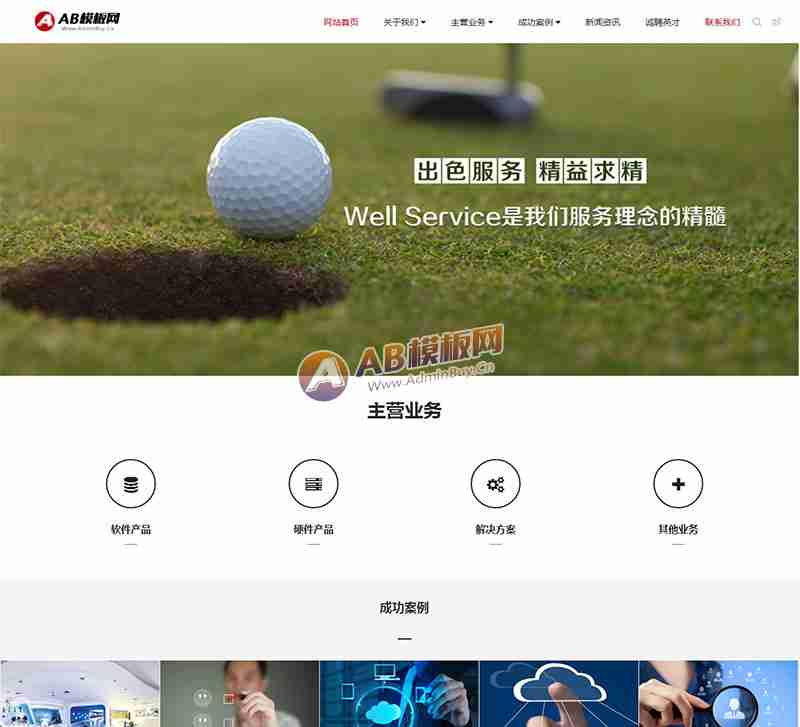 AB模板网
Www.AdminBuy.Cn
网站首页 关于我们 主营业务 成功案例 新闻资讯 诚聘英才 联系我们
出色服务 精益求精
Well Service是我们服务理念的精髓
AB模板网
Www.AdminBuy.Cn
主营业务
软件产品 硬件产品 解决方案 其他业务
成功案例